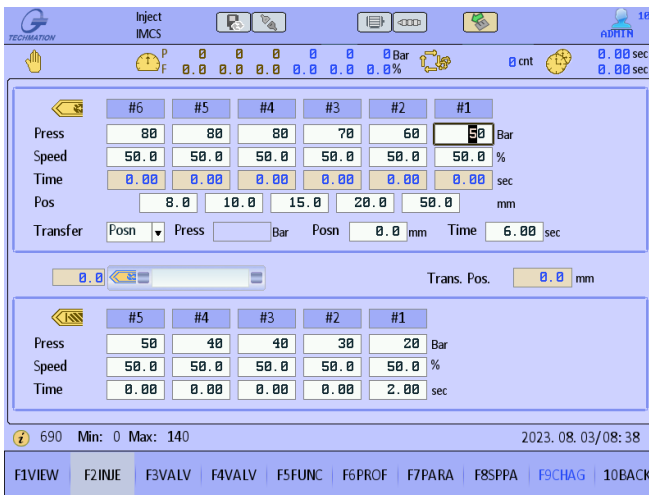 TECHMATION
Inject
IMCS
ADMIN
10
P 0 0 0 0 0 0 Bar
F 0.0 0.0 0.0 0.0 0.0 0.0 %
0 cnt
0.00 sec
0.00 sec
#6 #5 #4 #3 #2 #1
Press 80 80 80 70 60 50 Bar
Speed 50.0 50.0 50.0 50.0 50.0 50.0 %
Time 0.00 0.00 0.00 0.00 0.00 0.00 sec
Pos 8.0 10.0 15.0 20.0 50.0 mm
Transfer Posn Press Bar Posn 0.0 mm Time 6.00 sec
0.0 Trans. Pos. 0.0 mm
#5 #4 #3 #2 #1
Press 50 40 40 30 20 Bar
Speed 50.0 50.0 50.0 50.0 50.0 %
Time 0.00 0.00 0.00 0.00 2.00 sec
i 690 Min: 0 Max: 140 2023. 08. 03/08:38
F1VIEW F2INJE F3VALV F4VALV F5FUNC F6PROF F7PARA F8SPPA F9CHAG 10BACK